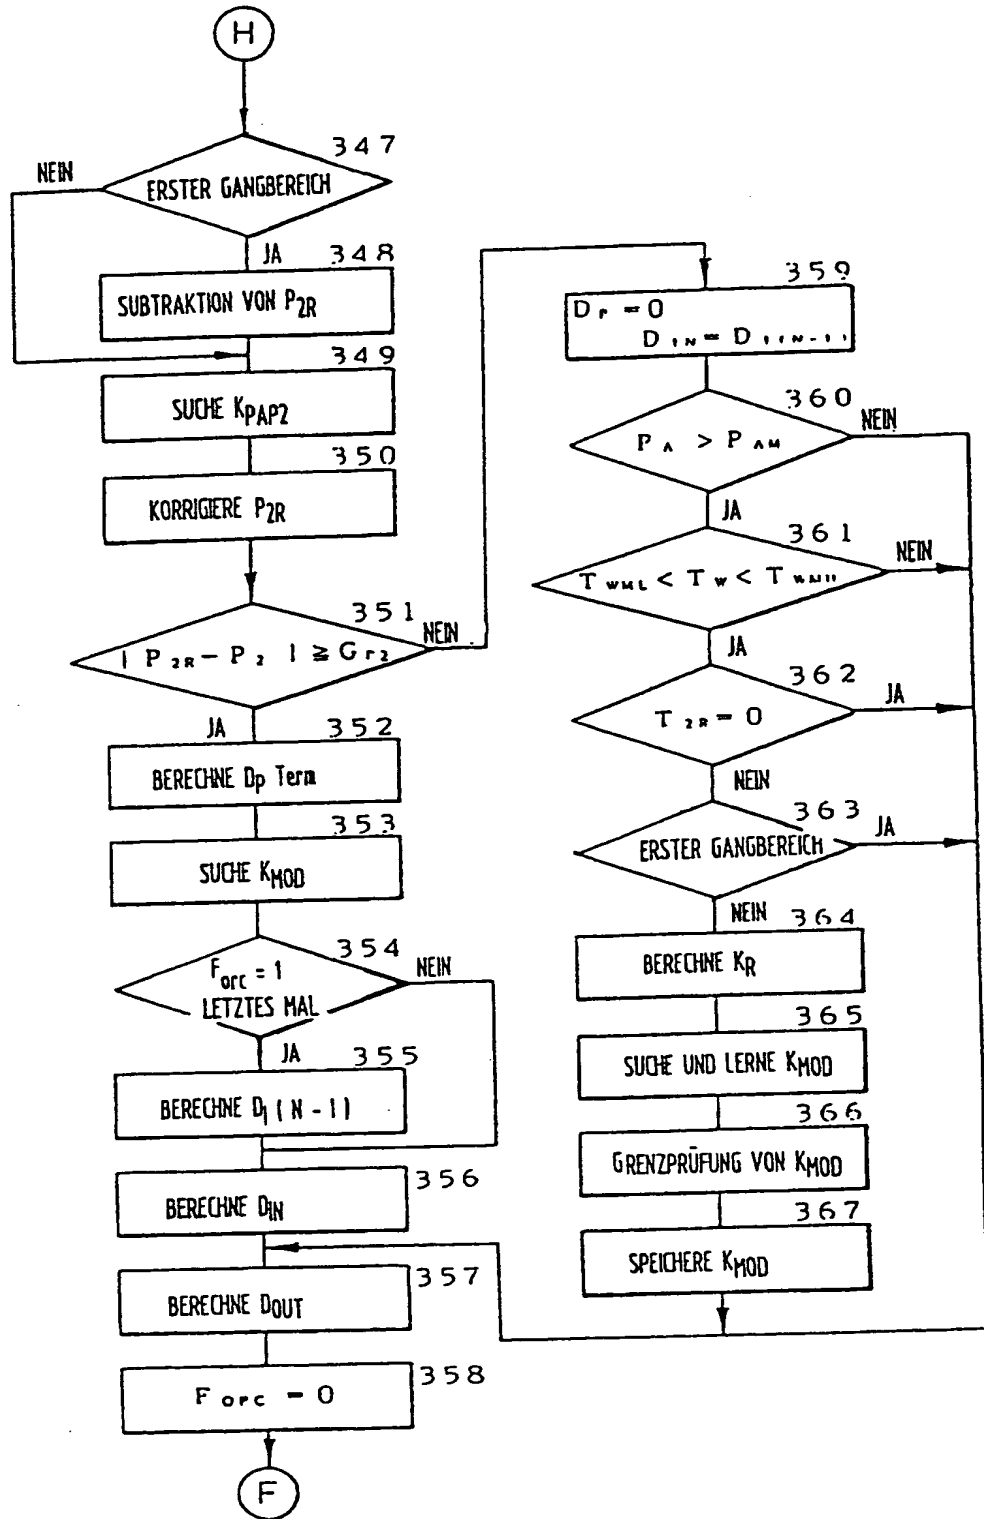 H
347
NEIN
ERSTER GANGBEREICH
JA
348
SUBTRAKTION VON P2R
349
SUCHE KPAP2
350
KORRIGIERE P2R
351
NEIN
| P2R - P2 | ≧ GP2
JA
352
BERECHNE Dp Term
353
SUCHE KMOD
354
FOPC = 1
LETZTES MAL
NEIN
JA
355
BERECHNE DI (N - 1)
356
BERECHNE DIN
357
BERECHNE DOUT
358
FOPC = 0
F
359
DP = 0
DIN = DI(N-1)
360
NEIN
PA > PAM
JA
361
NEIN
TWML < TW < TWMH
JA
362
JA
T2R = 0
NEIN
363
JA
ERSTER GANGBEREICH
NEIN
364
BERECHNE KR
365
SUCHE UND LERNE KMOD
366
GRENZPRÜFUNG VON KMOD
367
SPEICHERE KMOD